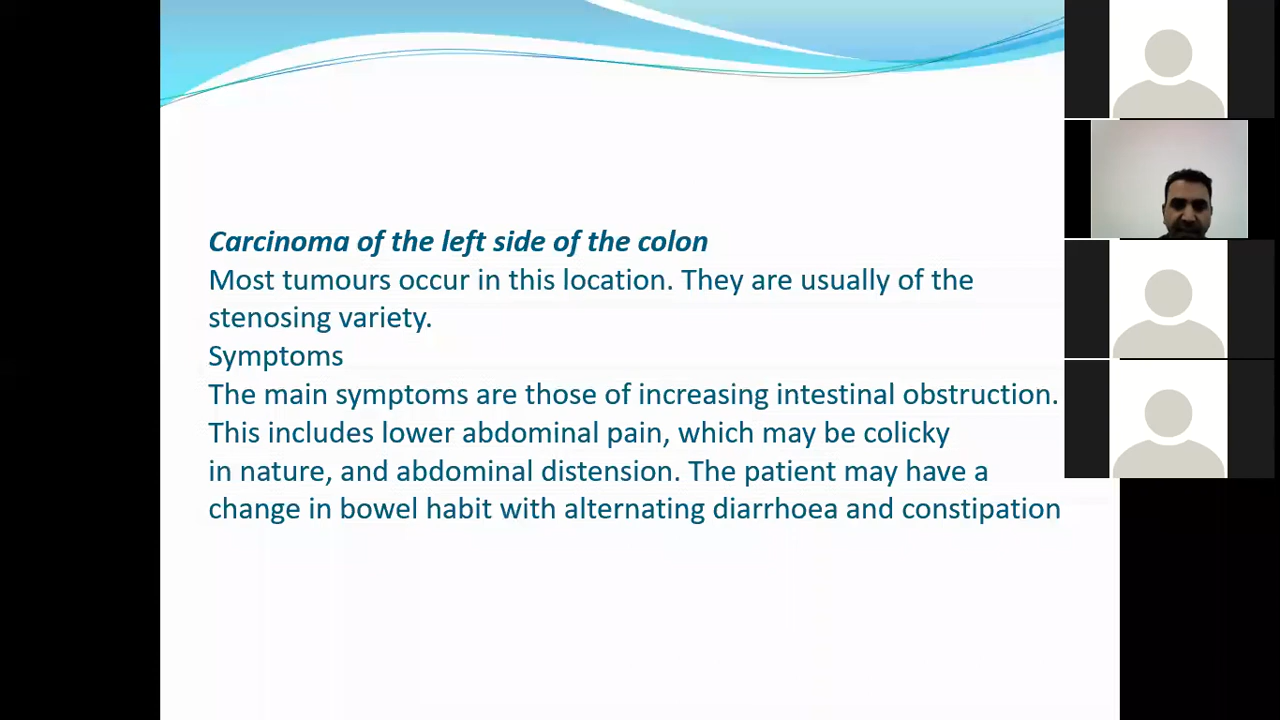 Carcinoma of the left side of the colon
Most tumours occur in this location. They are usually of the
stenosing variety.
Symptoms
The main symptoms are those of increasing intestinal obstruction.
This includes lower abdominal pain, which may be colicky
in nature, and abdominal distension. The patient may have a
change in bowel habit with alternating diarrhoea and constipation